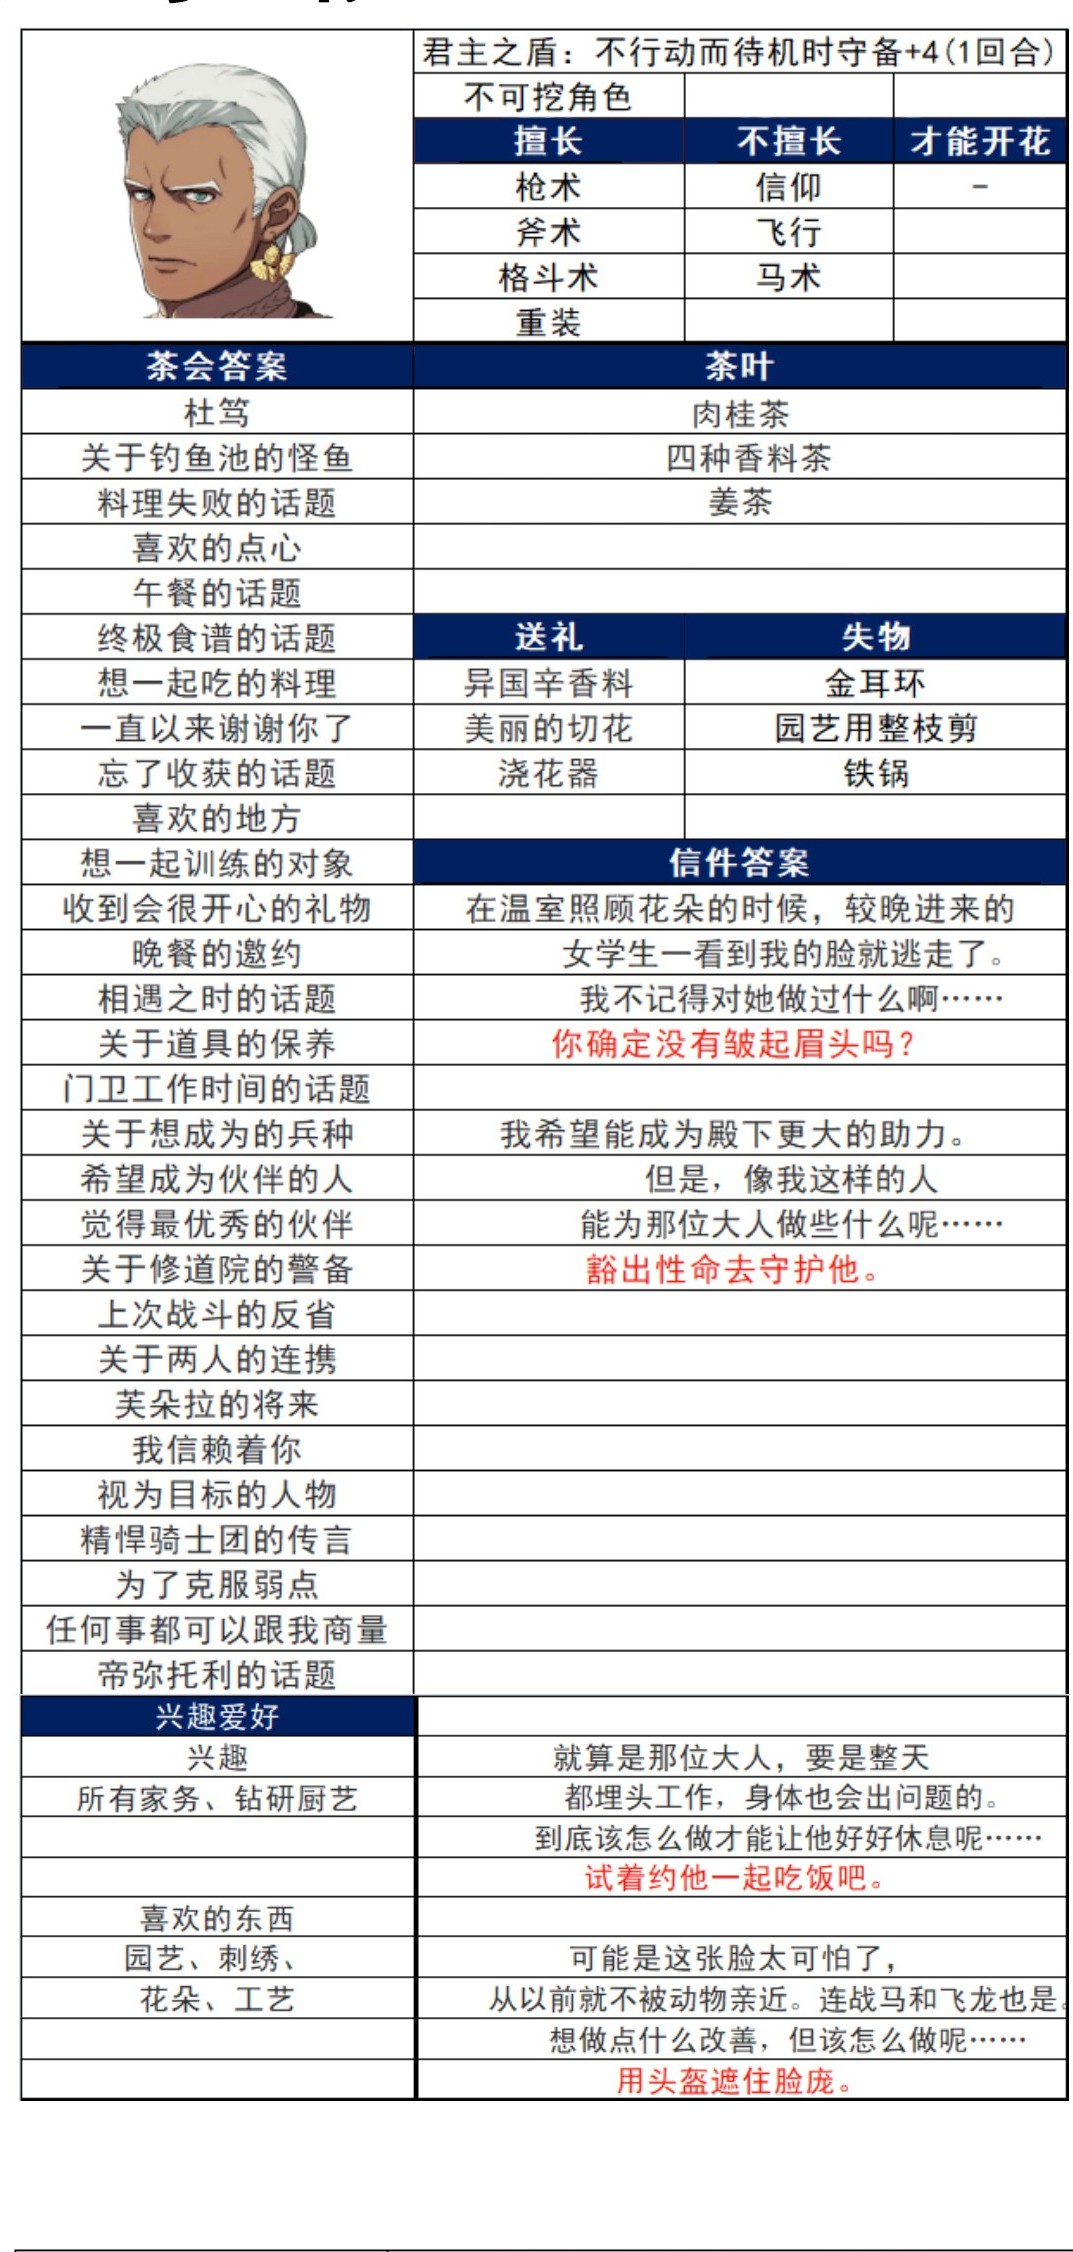 君主之盾：不行动而待机时守备+4(1回合)
不可挖角色
擅长 不擅长 才能开花
枪术 信仰 -
斧术 飞行
格斗术 马术
重装
茶会答案 茶叶
杜笃 肉桂茶
关于钓鱼池的怪鱼 四种香料茶
料理失败的话题 姜茶
喜欢的点心
午餐的话题
终极食谱的话题 送礼 失物
想一起吃的料理 异国辛香料 金耳环
一直以来谢谢你了 美丽的切花 园艺用整枝剪
忘了收获的话题 浇花器 铁锅
喜欢的地方
想一起训练的对象 信件答案
收到会很开心的礼物 在温室照顾花朵的时候，较晚进来的
晚餐的邀约 女学生一看到我的脸就逃走了。
相遇之时的话题 我不记得对她做过什么啊……
关于道具的保养 你确定没有皱起眉头吗？
门卫工作时间的话题
关于想成为的兵种 我希望能成为殿下更大的助力。
希望成为伙伴的人 但是，像我这样的人
觉得最优秀的伙伴 能为那位大人做些什么呢……
关于修道院的警备 豁出性命去守护他。
上次战斗的反省
关于两人的连携
芙朵拉的将来
我信赖着你
视为目标的人物
精悍骑士团的传言
为了克服弱点
任何事都可以跟我商量
帝弥托利的话题
兴趣爱好
兴趣 就算是那位大人，要是整天
所有家务、钻研厨艺 都埋头工作，身体也会出问题的。
到底该怎么做才能让他好好休息呢……
试着约他一起吃饭吧。
喜欢的东西
园艺、刺绣、 可能是这张脸太可怕了，
花朵、工艺 从以前就不被动物亲近。连战马和飞龙也是。
想做点什么改善，但该怎么做呢……
用头盔遮住脸庞。